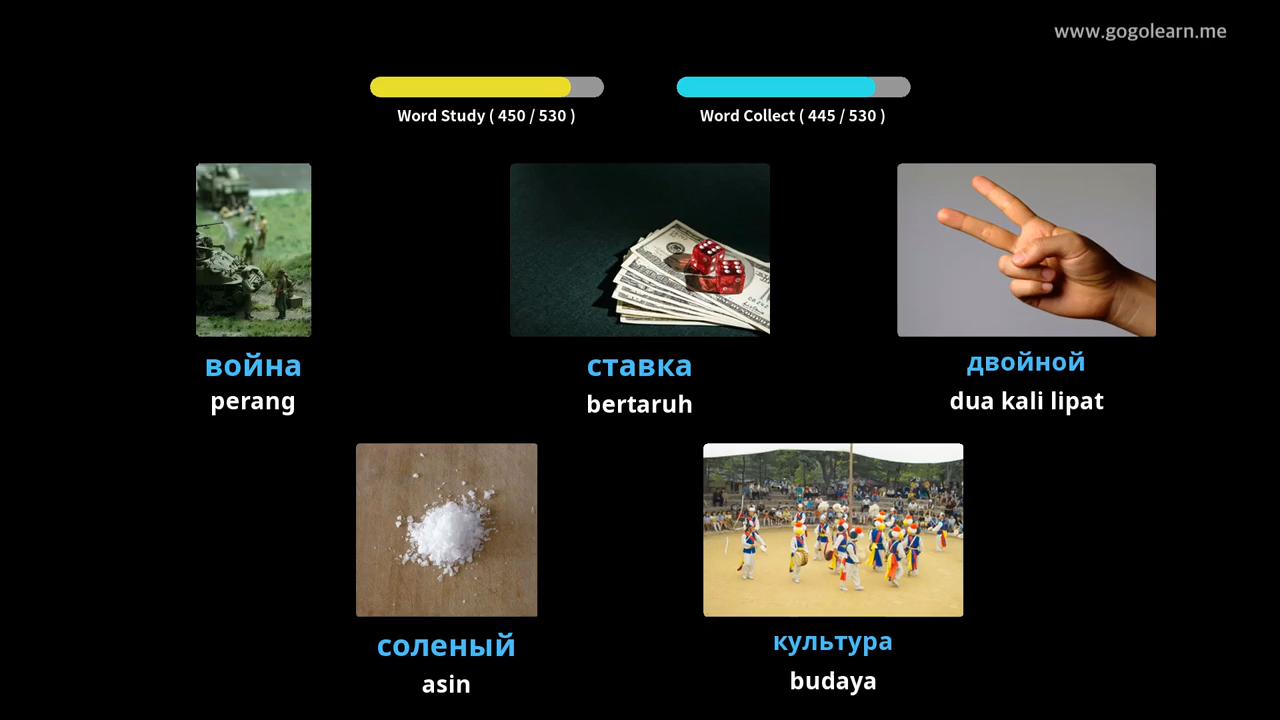 www.gogolearn.me
Word Study ( 450 / 530 )
Word Collect ( 445 / 530 )
война
perang
ставка
bertaruh
двойной
dua kali lipat
соленый
asin
культура
budaya